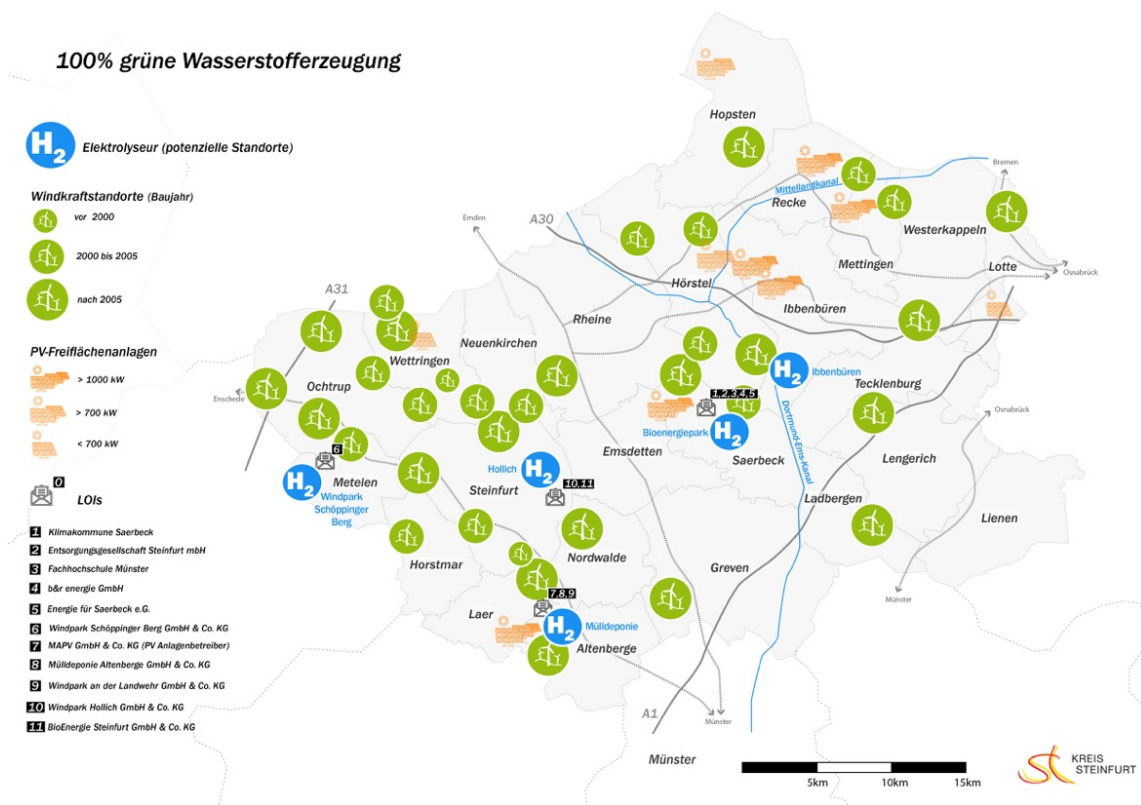 100% grüne Wasserstofferzeugung
H2
Elektrolyseur (potenzielle Standorte)
Windkraftstandorte (Baujahr)
vor 2000
2000 bis 2005
nach 2005
PV-Freiflächenanlagen
> 1000 kW
> 700 kW
< 700 kW
0
LOIs
1 Klimakommune Saerbeck
2 Entsorgungsgesellschaft Steinfurt mbH
3 Fachhochschule Münster
4 b&r energie GmbH
5 Energie für Saerbeck e.G.
6 Windpark Schöppinger Berg GmbH & Co. KG
7 MAPV GmbH & Co. KG (PV Anlagenbetreiber)
8 Mülldeponie Altenberge GmbH & Co. KG
9 Windpark an der Landwehr GmbH & Co. KG
10 Windpark Hollich GmbH & Co. KG
11 BioEnergie Steinfurt GmbH & Co. KG
Hopsten
Bremen
Mittellandkanal
Recke
Emden
A30
Westerkappeln
Mettingen
Lotte
Osnabrück
Hörstel
Ibbenbüren
A31
Rheine
Neuenkirchen
Wettringen
Ochtrup
Enschede
H2
Ibbenbüren
Tecklenburg
1,2,3,4,5
Osnabrück
Bioenergiepark
H2
Dortmund-Ems-Kanal
Emsdetten
Saerbeck
Lengerich
6
H2
Metelen
Windpark
Schöppinger
Berg
Hollich
H2
Steinfurt
10,11
Ladbergen
Lienen
Nordwalde
Horstmar
Greven
Münster
7,8,9
Laer
H2
Mülldeponie
Altenberge
A1
Münster
Münster
5km
10km
15km
KREIS
STEINFURT